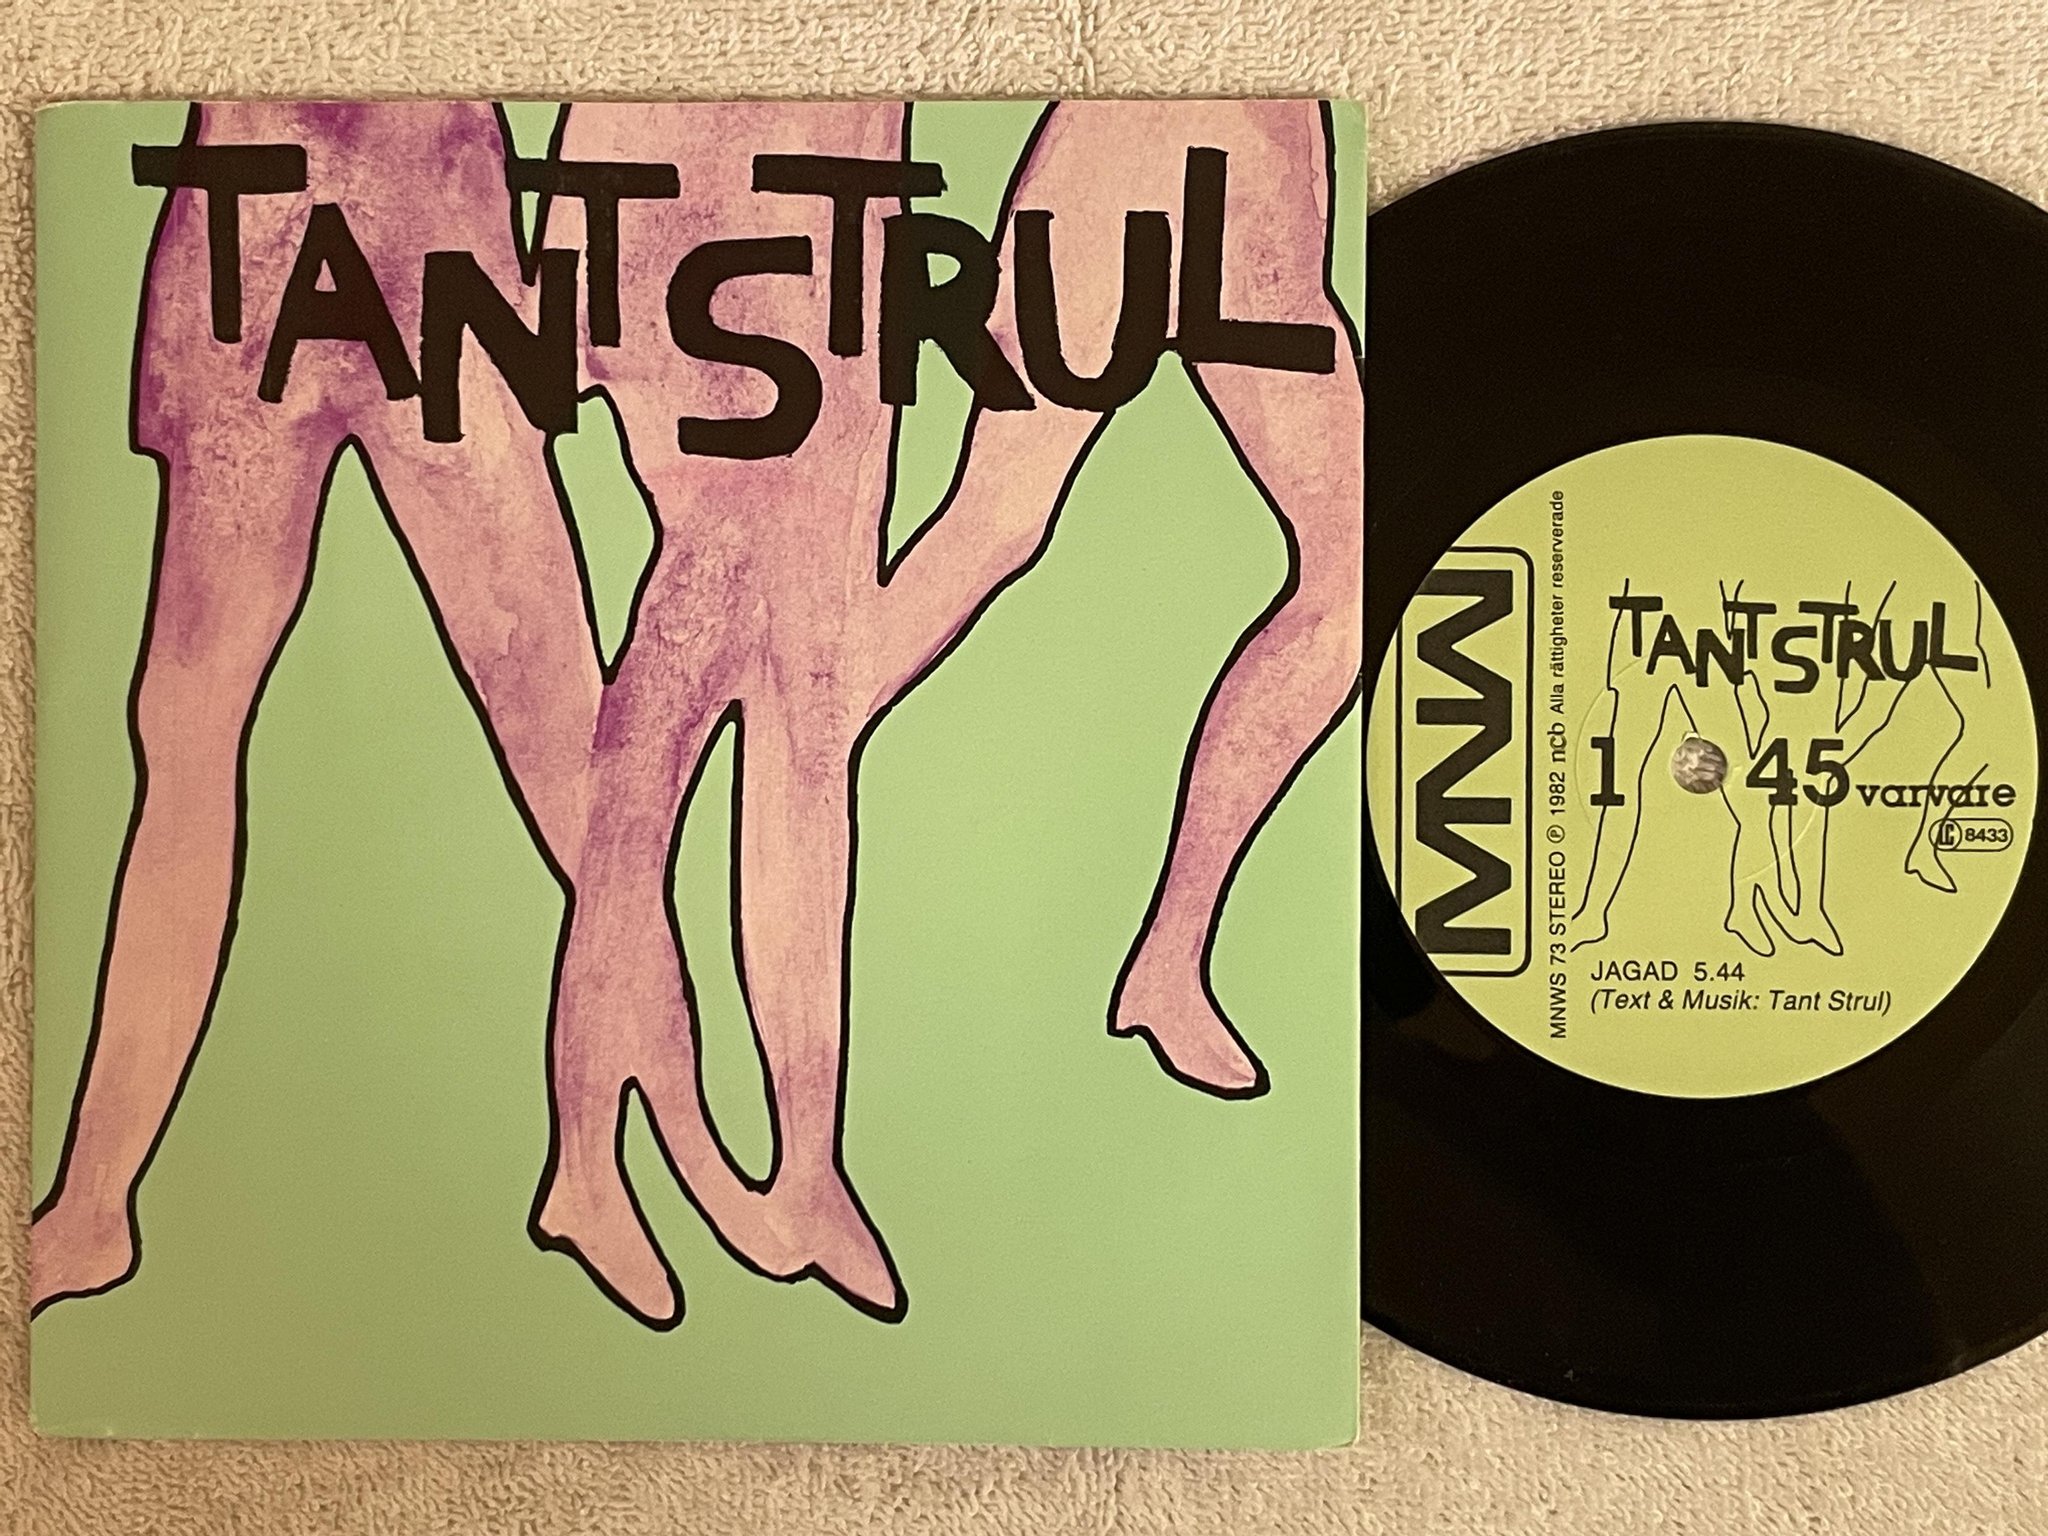 TANT STRUL
MNW
MNWS 73 STEREO Ⓟ 1982 ncb Alla rättigheter reserverade
TANT STRUL
1 45 varvare
LC 8433
JAGAD 5.44
(Text & Musik: Tant Strul)